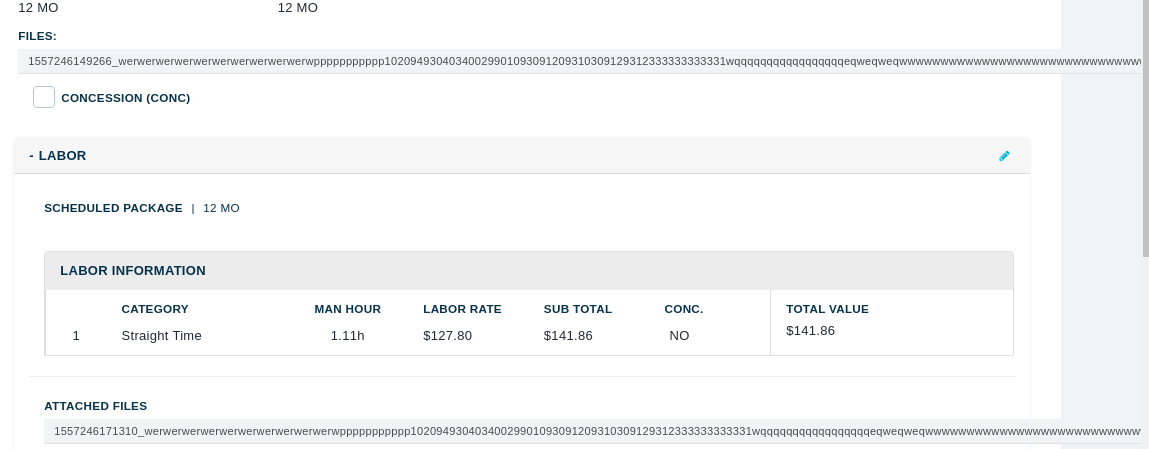 12 MO 12 MO
FILES:
1557246149266_werwerwerwerwerwerwerwerwerwerwppppppppppp10209493040340029901093091209310309129312333333333331wqqqqqqqqqqqqqqqqqqeqweqweqwwwwwwwwwwwwwwwwwwwwwwwwwwwwwww
CONCESSION (CONC)
- LABOR
SCHEDULED PACKAGE | 12 MO
LABOR INFORMATION
CATEGORY MAN HOUR LABOR RATE SUB TOTAL CONC. TOTAL VALUE
1 Straight Time 1.11h $127.80 $141.86 NO $141.86
ATTACHED FILES
1557246171310_werwerwerwerwerwerwerwerwerwerwppppppppppp10209493040340029901093091209310309129312333333333331wqqqqqqqqqqqqqqqqqqeqweqweqwwwwwwwwwwwwwwwwwwwwwwwwwwww